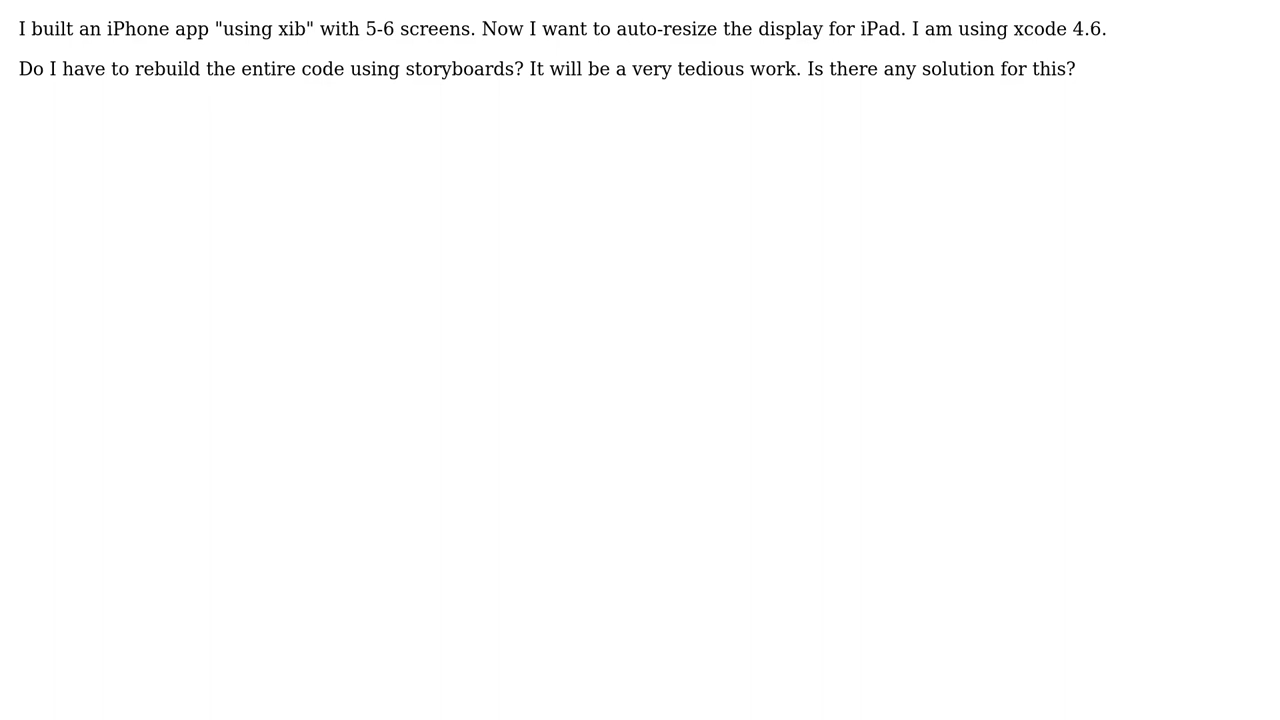 I built an iPhone app "using xib" with 5-6 screens. Now I want to auto-resize the display for iPad. I am using xcode 4.6.
Do I have to rebuild the entire code using storyboards? It will be a very tedious work. Is there any solution for this?